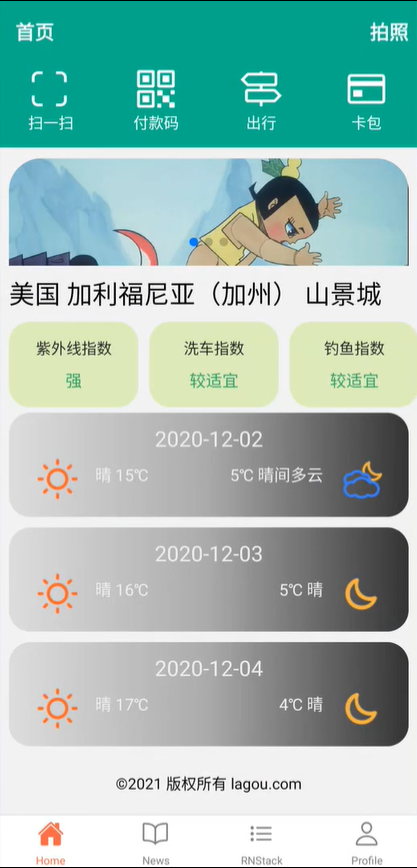 首页 拍照
扫一扫 付款码 出行 卡包
美国 加利福尼亚（加州） 山景城
紫外线指数 洗车指数 钓鱼指数
强 较适宜 较适宜
2020-12-02
晴 15℃ 5℃ 晴间多云
2020-12-03
晴 16℃ 5℃ 晴
2020-12-04
晴 17℃ 4℃ 晴
©2021 版权所有 lagou.com
Home News RNStack Profile